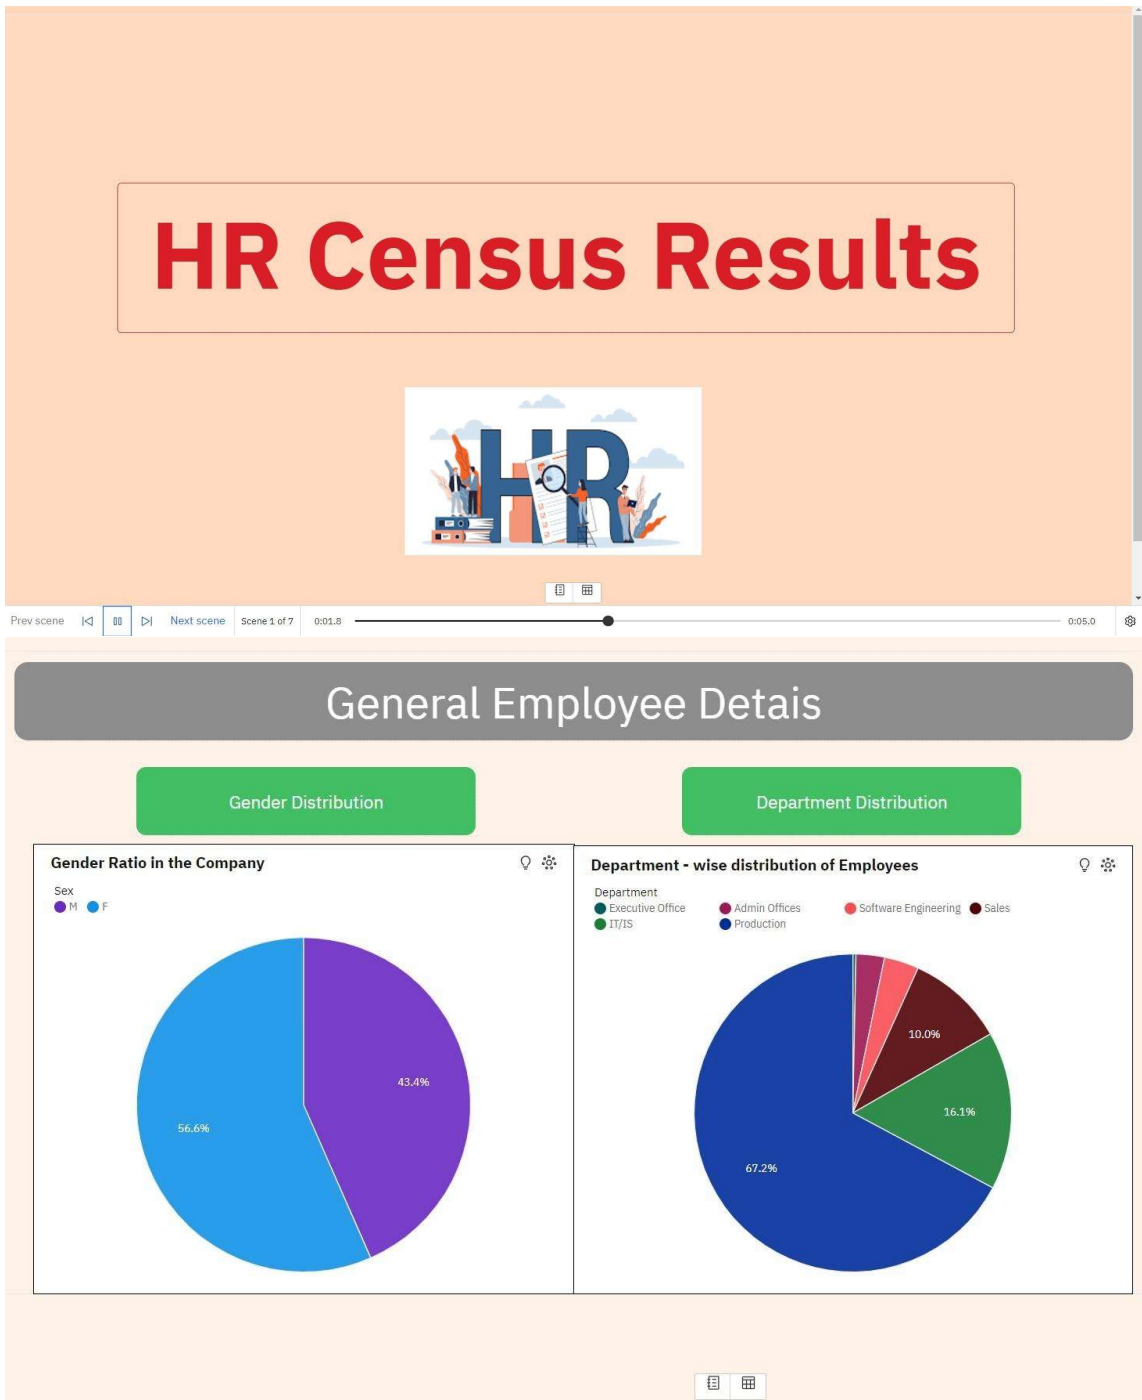 HR Census Results
HR
Prev scene
Next scene
Scene 1 of 7
0:01.8
0:05.0
General Employee Detais
Gender Distribution
Department Distribution
Gender Ratio in the Company
Sex
M F
43.4%
56.6%
Department - wise distribution of Employees
Department
Executive Office Admin Offices Software Engineering Sales
IT/IS Production
10.0%
16.1%
67.2%